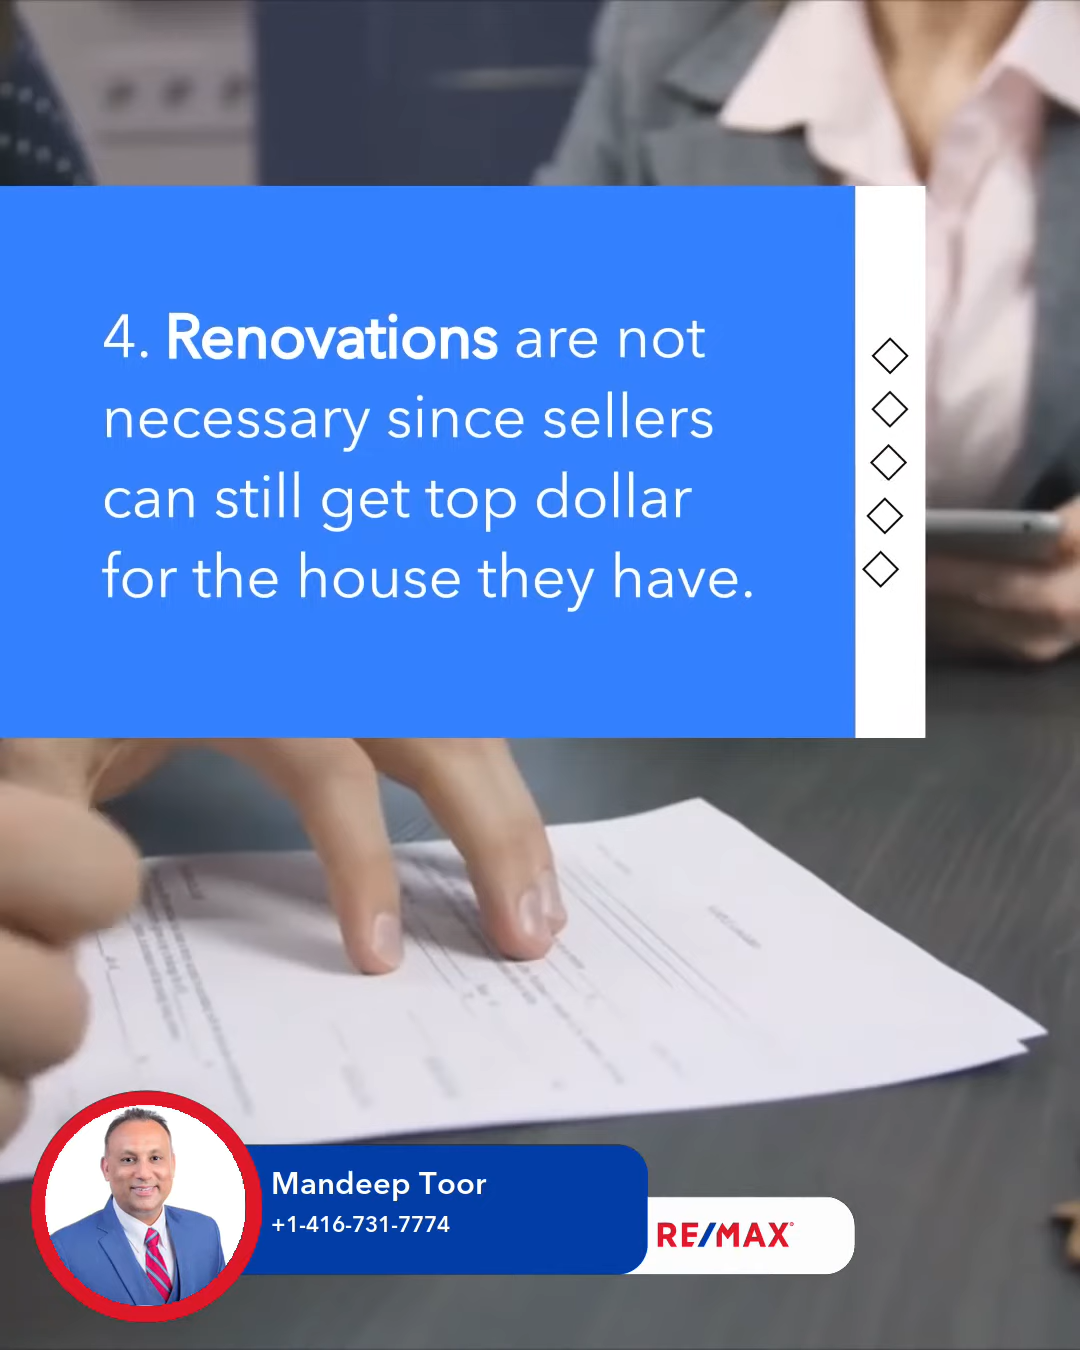 4. Renovations are not
necessary since sellers
can still get top dollar
for the house they have.
Mandeep Toor
+1-416-731-7774
RE/MAX